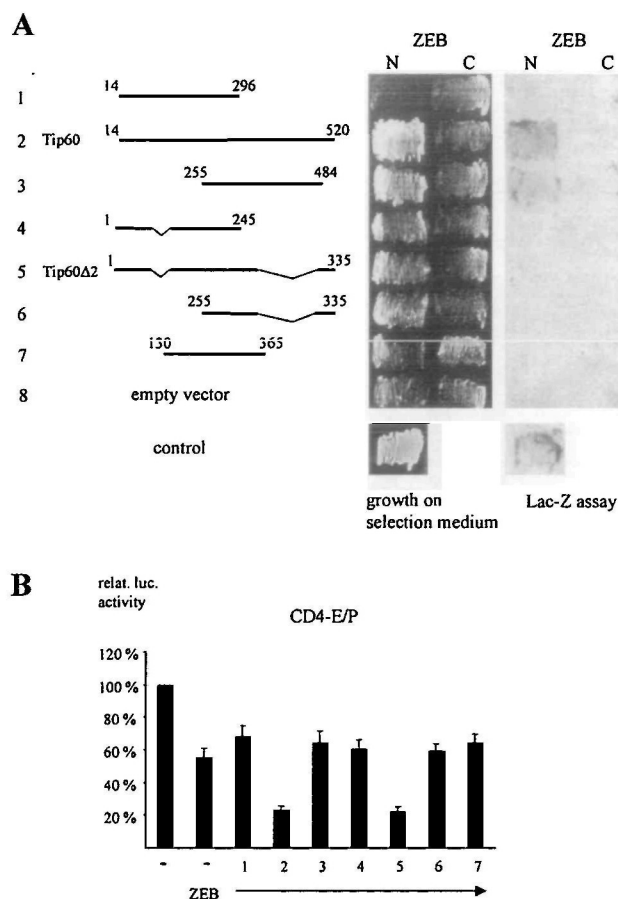 A
ZEB
ZEB
N C
N C
1 14 296
2 Tip60 14 520
3 255 484
4 1 245
5 Tip60Δ2 1 335
6 255 335
7 130 365
8 empty vector
control
growth on
selection medium
Lac-Z assay
B
relat. luc.
activity
CD4-E/P
120 %
100 %
80 %
60 %
40 %
20 %
- - 1 2 3 4 5 6 7
ZEB